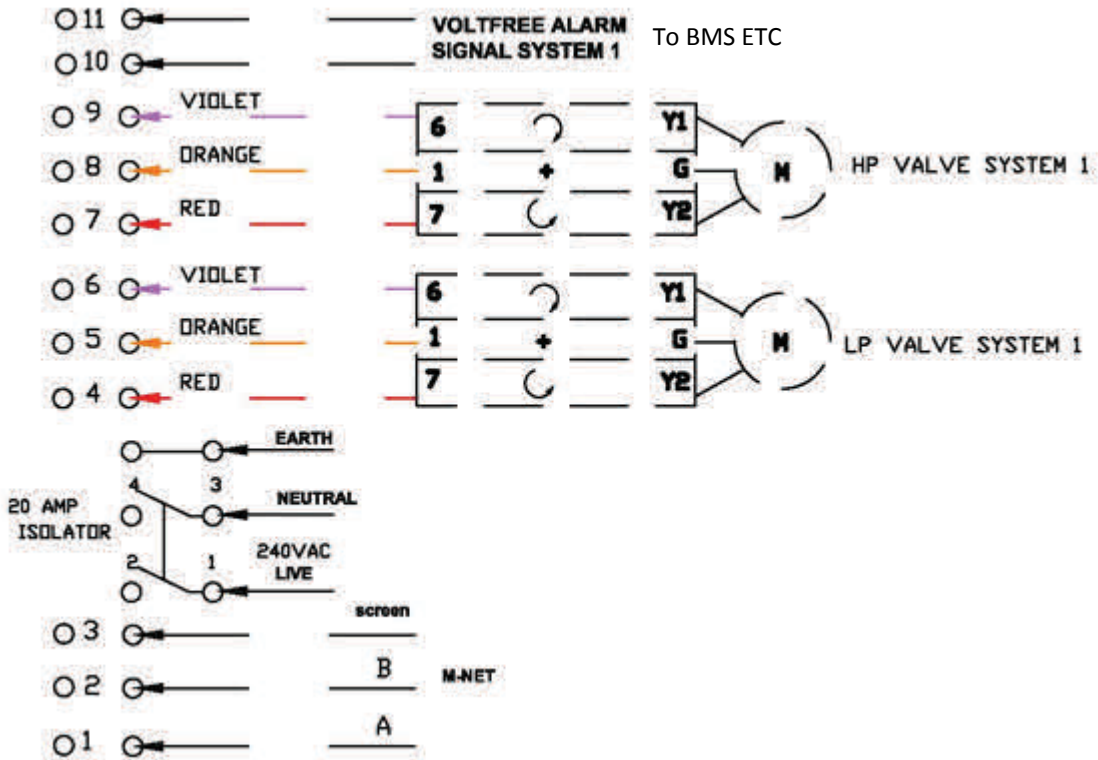 11
VOLTFREE ALARM
SIGNAL SYSTEM 1
To BMS ETC
10
9 VIOLET 6 Y1
8 ORANGE 1 + G M HP VALVE SYSTEM 1
7 RED 7 Y2
6 VIOLET 6 Y1
5 ORANGE 1 + G M LP VALVE SYSTEM 1
4 RED 7 Y2
EARTH
4 3
20 AMP
ISOLATOR
NEUTRAL
2 1
240VAC
LIVE
3 screen
2 B M-NET
1 A